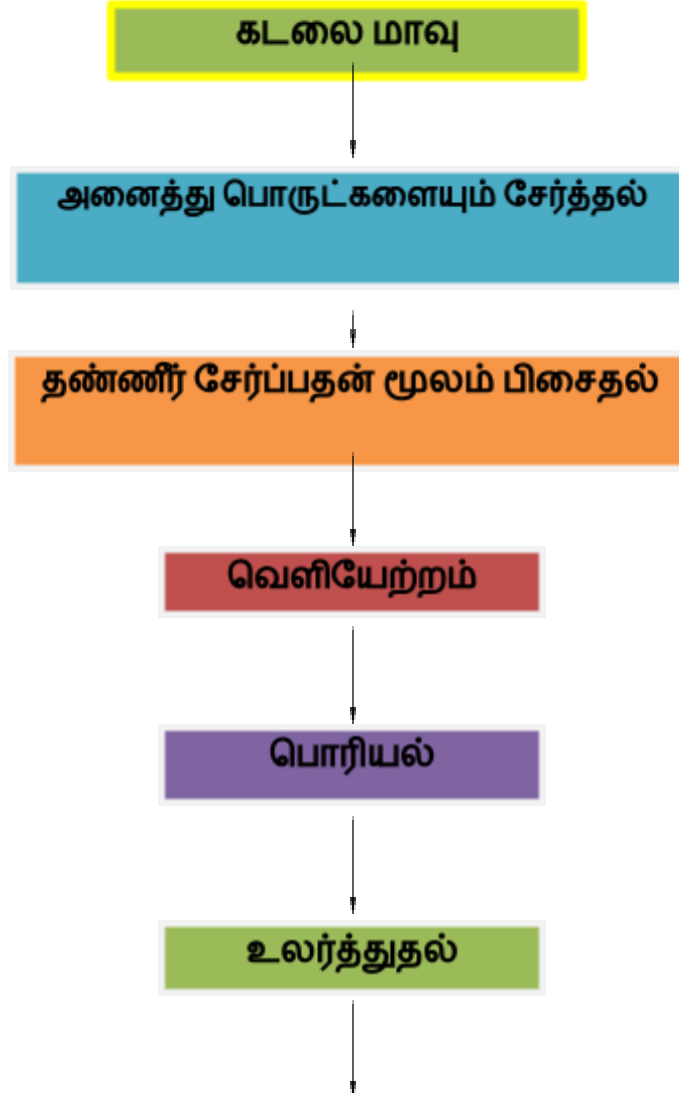 கடலை மாவு
அனைத்து பொருட்களையும் சேர்த்தல்
தண்ணீர் சேர்ப்பதன் மூலம் பிசைதல்
வெளியேற்றம்
பொரியல்
உலர்த்துதல்